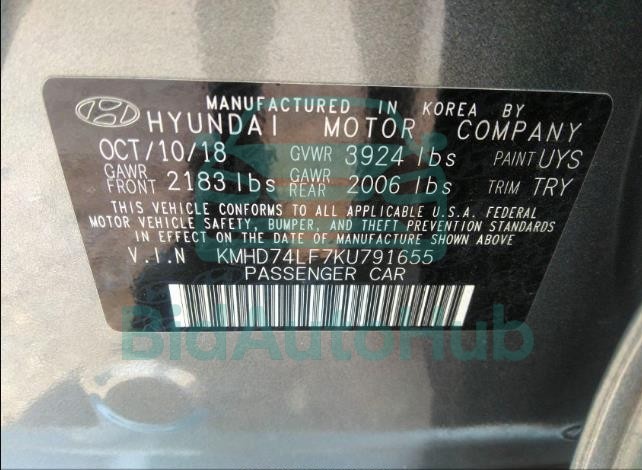 MANUFACTURED IN KOREA BY
HYUNDAI MOTOR COMPANY
OCT/10/18 GVWR 3924 lbs PAINT UYS
GAWR FRONT 2183 lbs GAWR REAR 2006 lbs TRIM TRY
THIS VEHICLE CONFORMS TO ALL APPLICABLE U.S.A. FEDERAL
MOTOR VEHICLE SAFETY, BUMPER, AND THEFT PREVENTION STANDARDS
IN EFFECT ON THE DATE OF MANUFACTURE SHOWN ABOVE.
V.I.N KMHD74LF7KU791655
PASSENGER CAR
BidAutoHub